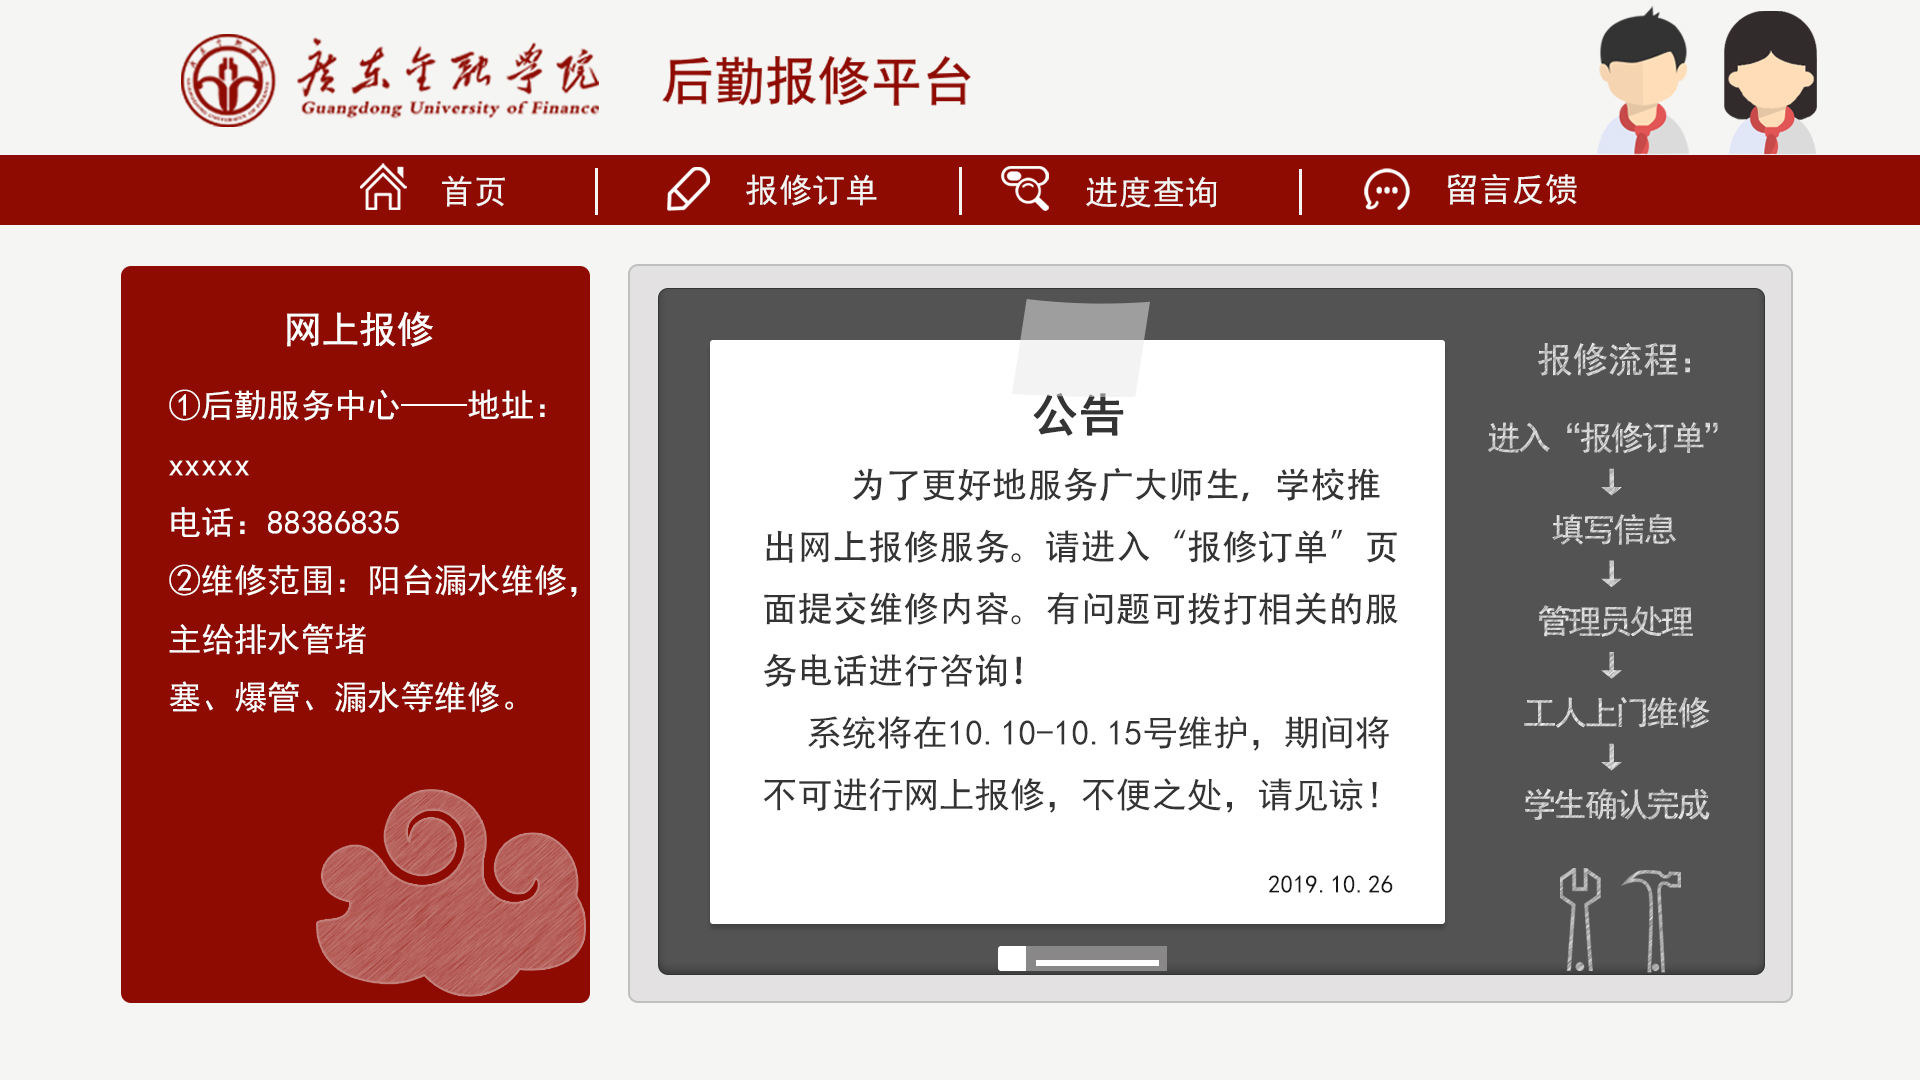 广东金融学院
Guangdong University of Finance
后勤报修平台
首页
报修订单
进度查询
留言反馈
网上报修
①后勤服务中心——地址：
xxxxx
电话：88386835
②维修范围：阳台漏水维修，
主给排水管堵
塞、爆管、漏水等维修。
公告
为了更好地服务广大师生，学校推
出网上报修服务。请进入“报修订单”页
面提交维修内容。有问题可拨打相关的服
务电话进行咨询！
系统将在10.10-10.15号维护，期间将
不可进行网上报修，不便之处，请见谅！
2019.10.26
报修流程：
进入“报修订单”
↓
填写信息
↓
管理员处理
↓
工人上门维修
↓
学生确认完成